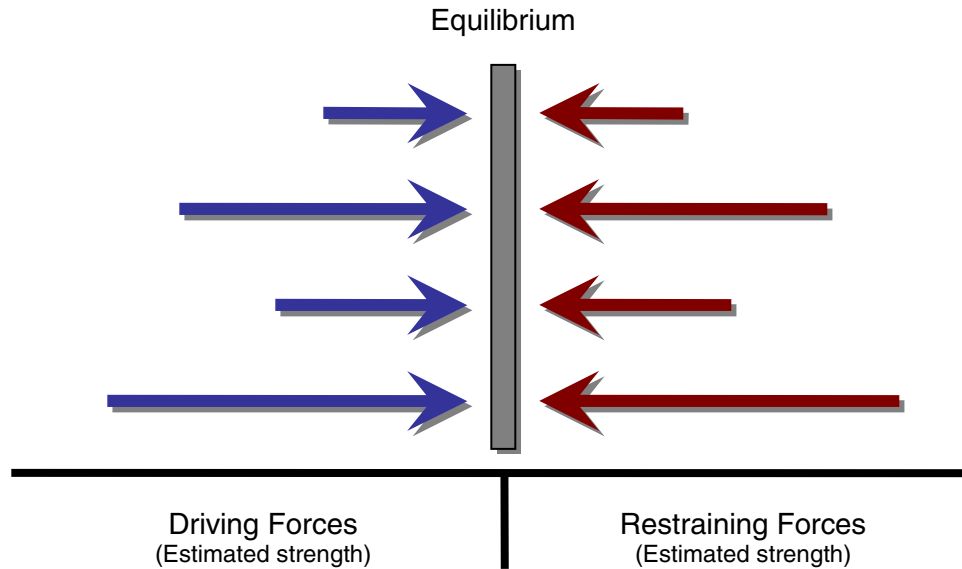 Equilibrium
Driving Forces
(Estimated strength)
Restraining Forces
(Estimated strength)